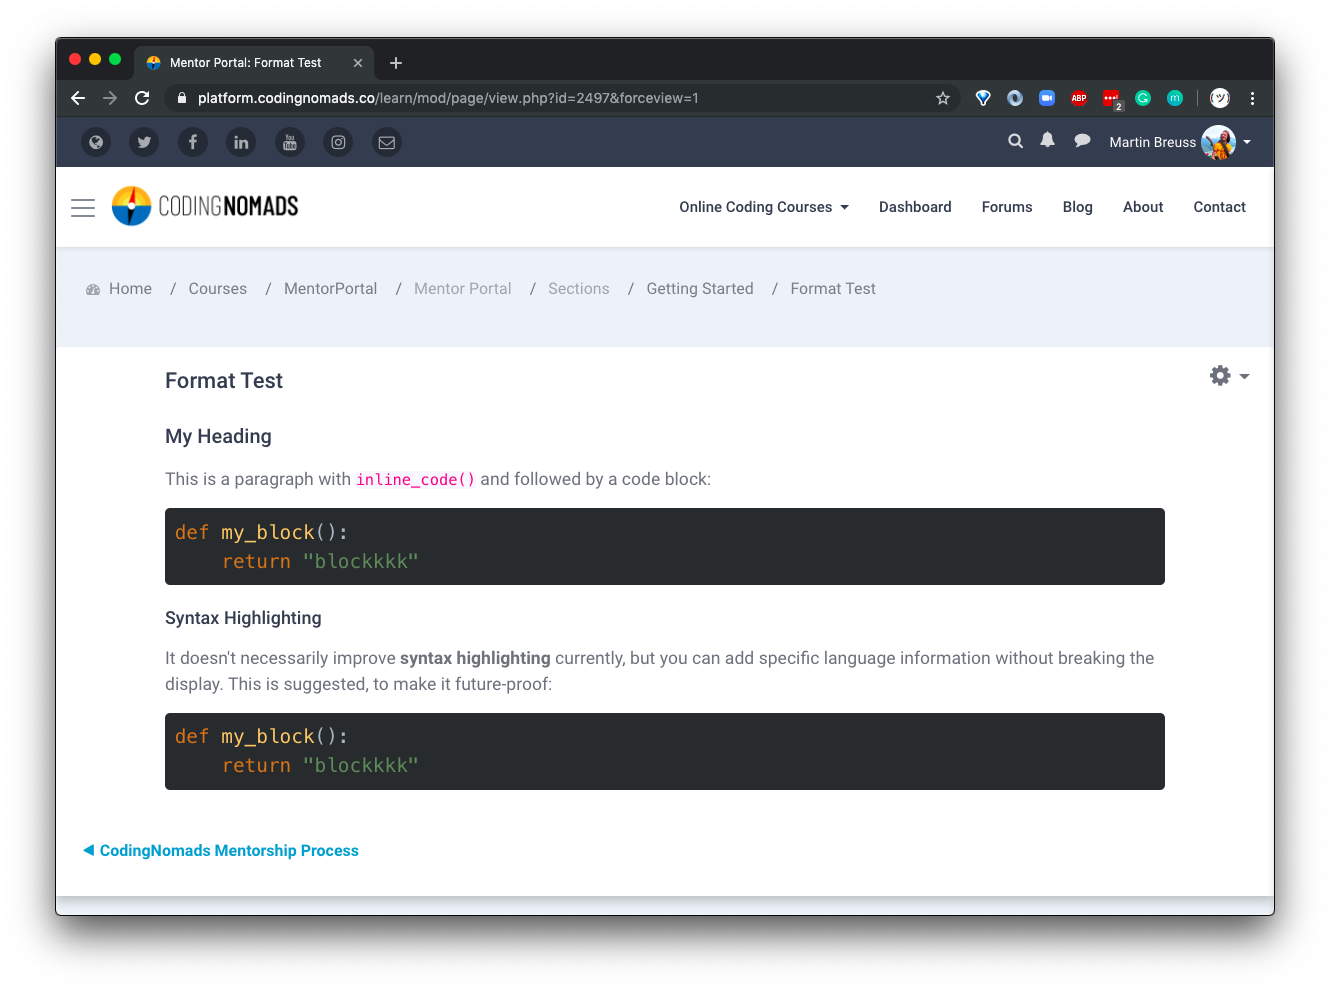 Mentor Portal: Format Test
platform.codingnomads.co/learn/mod/page/view.php?id=2497&forceview=1
ABP
2
G
m
(ツ)
f
in
You
Tube
Martin Breuss
CODINGNOMADS
Online Coding Courses
Dashboard
Forums
Blog
About
Contact
Home / Courses / MentorPortal / Mentor Portal / Sections / Getting Started / Format Test
Format Test
My Heading
This is a paragraph with inline_code() and followed by a code block:
def my_block():
    return "blockkkk"
Syntax Highlighting
It doesn't necessarily improve syntax highlighting currently, but you can add specific language information without breaking the
display. This is suggested, to make it future-proof:
def my_block():
    return "blockkkk"
◀ CodingNomads Mentorship Process